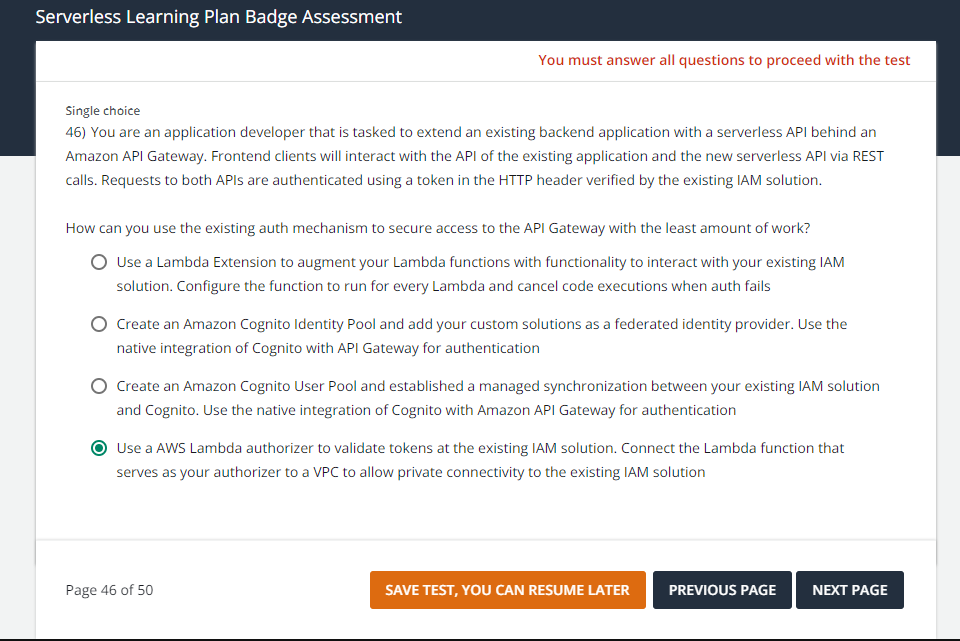 Serverless Learning Plan Badge Assessment
You must answer all questions to proceed with the test
Single choice
46) You are an application developer that is tasked to extend an existing backend application with a serverless API behind an
Amazon API Gateway. Frontend clients will interact with the API of the existing application and the new serverless API via REST
calls. Requests to both APIs are authenticated using a token in the HTTP header verified by the existing IAM solution.
How can you use the existing auth mechanism to secure access to the API Gateway with the least amount of work?
Use a Lambda Extension to augment your Lambda functions with functionality to interact with your existing IAM
solution. Configure the function to run for every Lambda and cancel code executions when auth fails
Create an Amazon Cognito Identity Pool and add your custom solutions as a federated identity provider. Use the
native integration of Cognito with API Gateway for authentication
Create an Amazon Cognito User Pool and established a managed synchronization between your existing IAM solution
and Cognito. Use the native integration of Cognito with Amazon API Gateway for authentication
Use a AWS Lambda authorizer to validate tokens at the existing IAM solution. Connect the Lambda function that
serves as your authorizer to a VPC to allow private connectivity to the existing IAM solution
Page 46 of 50
SAVE TEST, YOU CAN RESUME LATER
PREVIOUS PAGE
NEXT PAGE